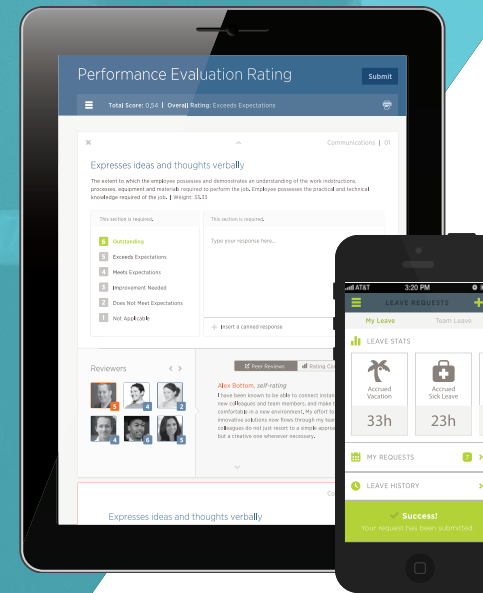 Performance Evaluation Rating
Submit
Total Score: 0.54 | Overall Rating: Exceeds Expectations
Communications | 01
Expresses ideas and thoughts verbally
The extent to which the employee possesses and demonstrates an understanding of the work indstructions,
processes, equipment and materials required to perform the job. Employee possesses the practical and technical
knowledge required of the job. | Weight: 33.33
This section is required.
This section is required.
6 Outstanding
5 Exceeds Expectations
4 Meets Expectations
3 Improvement Needed
2 Does Not Meet Expectations
1 Not Applicable
Type your response here...
Insert a canned response
Reviewers
5
4
2
4
6
5
Peer Reviews
Rating
Alex Bottom, self-rating
I have been known to be able to connect
new colleagues and team members, and make
comfortable in a new environment. My effort to
innovative solutions now flows through my
colleagues do not just resort to a simple
but a creative one whenever necessary.
Expresses ideas and thoughts verbally
AT&T 3:20 PM
LEAVE REQUESTS
My Leave
Team Leave
LEAVE STATS
Accrued
Vacation
33h
Accrued
Sick Leave
23h
MY REQUESTS
LEAVE HISTORY
Success!
Your request has been submitted